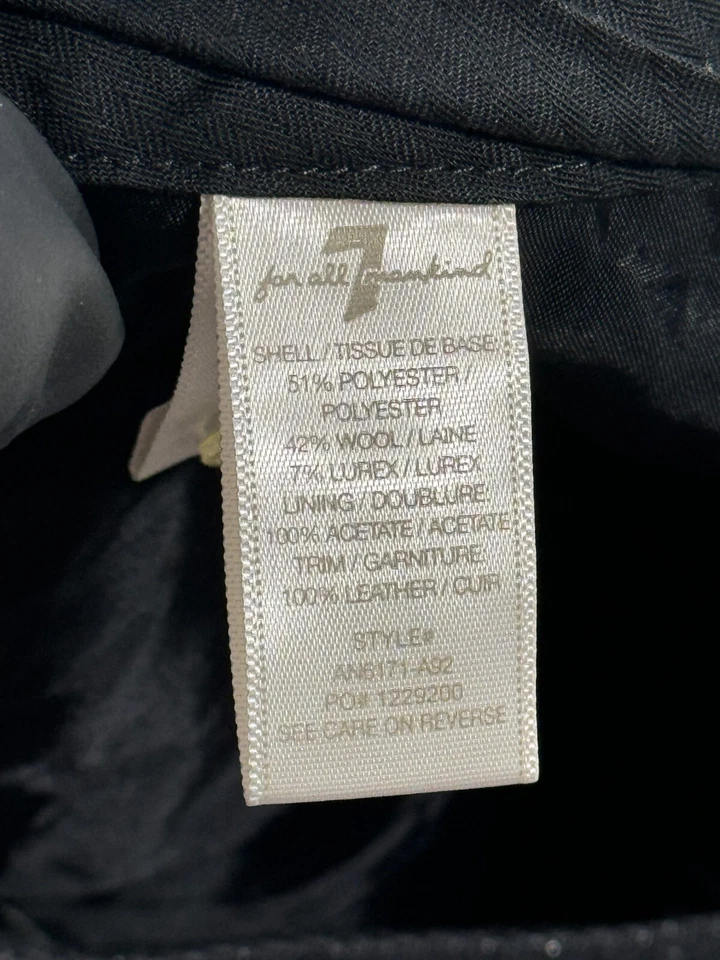 7
for all mankind
SHELL / TISSUE DE BASE:
51% POLYESTER /
POLYESTER
42% WOOL / LAINE
7% LUREX / LUREX
LINING / DOUBLURE:
100% ACETATE / ACETATE
TRIM / GARNITURE:
100% LEATHER / CUIR
STYLE#
AN6171-A92
PO# 1229200
SEE CARE ON REVERSE